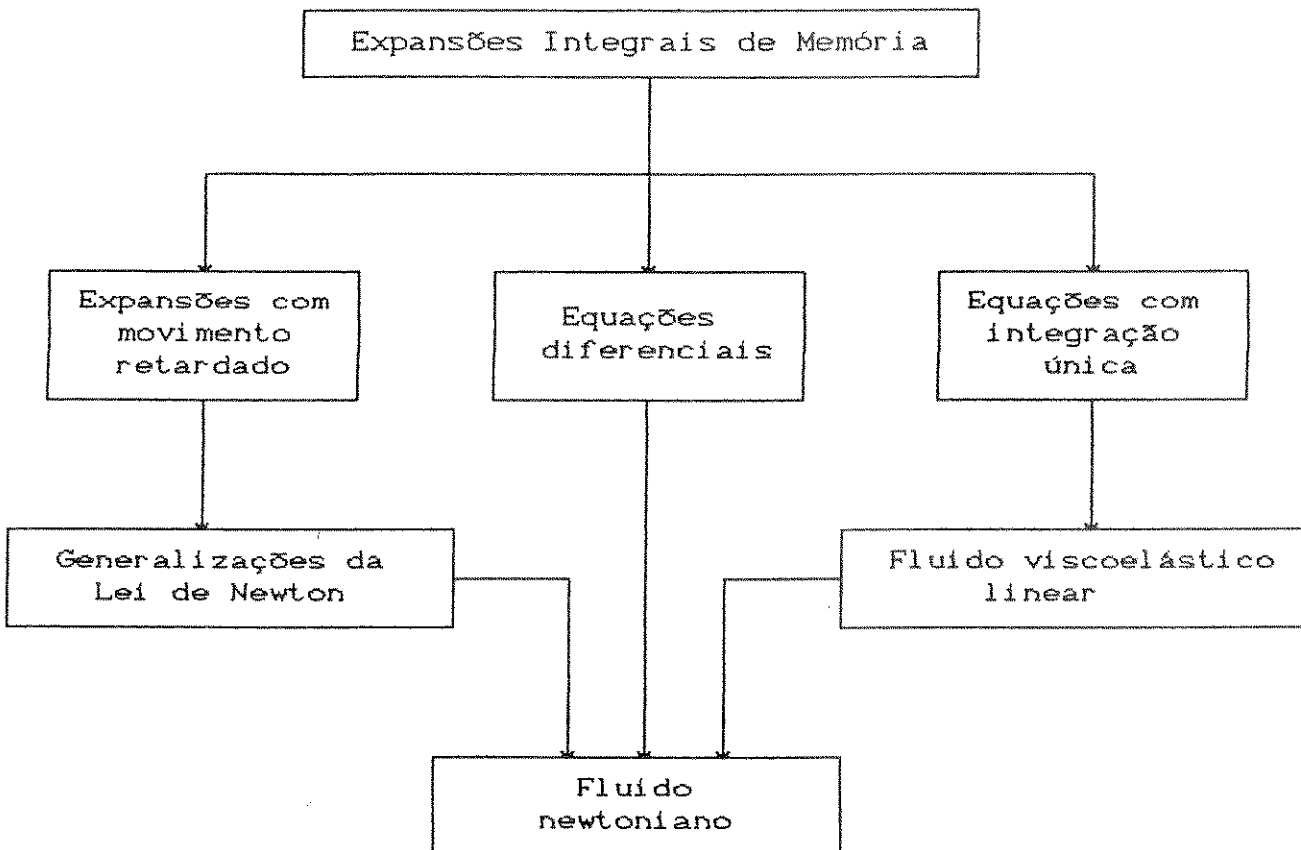 Expansões Integrais de Memória
Expansões com
movimento
retardado
Equações
diferenciais
Equações com
integração
única
Generalizações da
Lei de Newton
Fluido viscoelástico
linear
Fluido
newtoniano